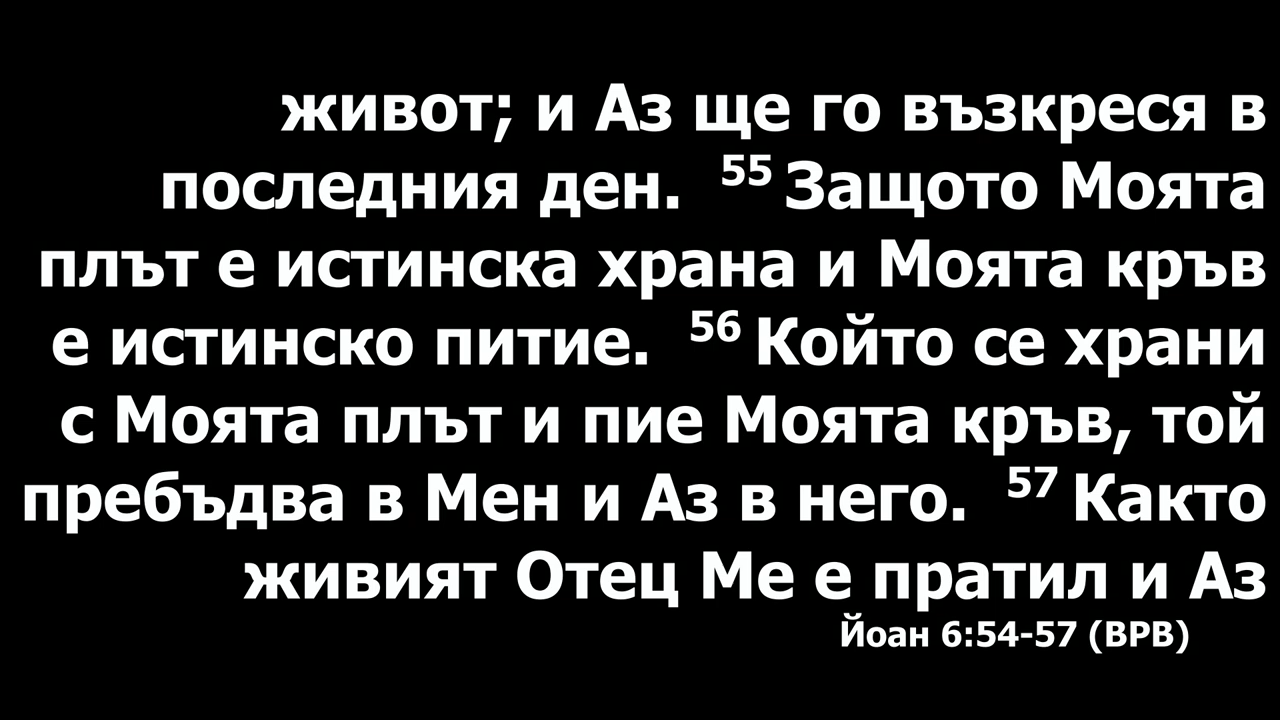 живот; и Аз ще го възкреся в
последния ден. 55 Защото Моята
плът е истинска храна и Моята кръв
е истинско питие. 56 Който се храни
с Моята плът и пие Моята кръв, той
пребъдва в Мен и Аз в него. 57 Както
живият Отец Ме е пратил и Аз
Йоан 6:54-57 (ВРВ)